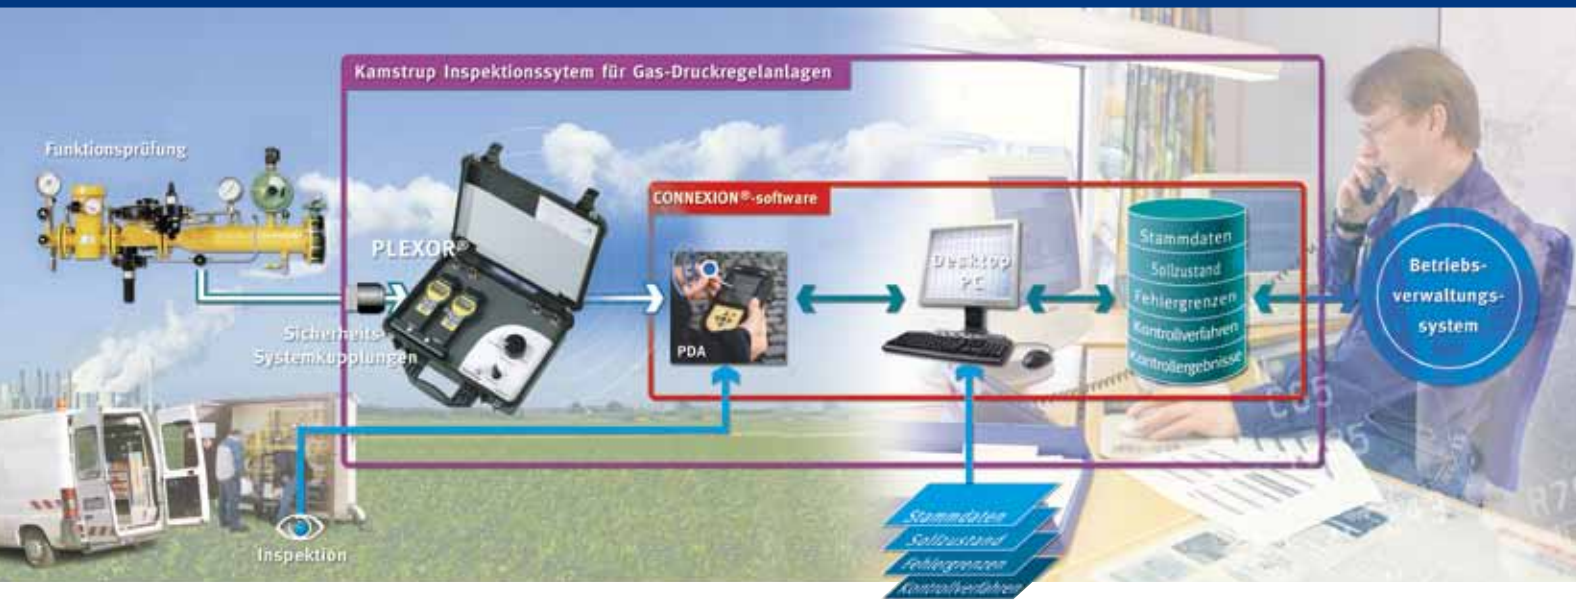 Kamstrup Inspektionssytem für Gas-Druckregelanlagen
Funktionsprüfung
CONNEXION®-software
PLEXOR®
Sicherheits-
Systemkupplungen
PDA
Desktop
PC
Stammdaten
Sollzustand
Fehlergrenzen
Kontrollverfahren
Kontrollergebnisse
Betriebs-
verwaltungs-
system
Inspektion
Stammdaten
Sollzustand
Fehlergrenzen
Kontrollverfahren